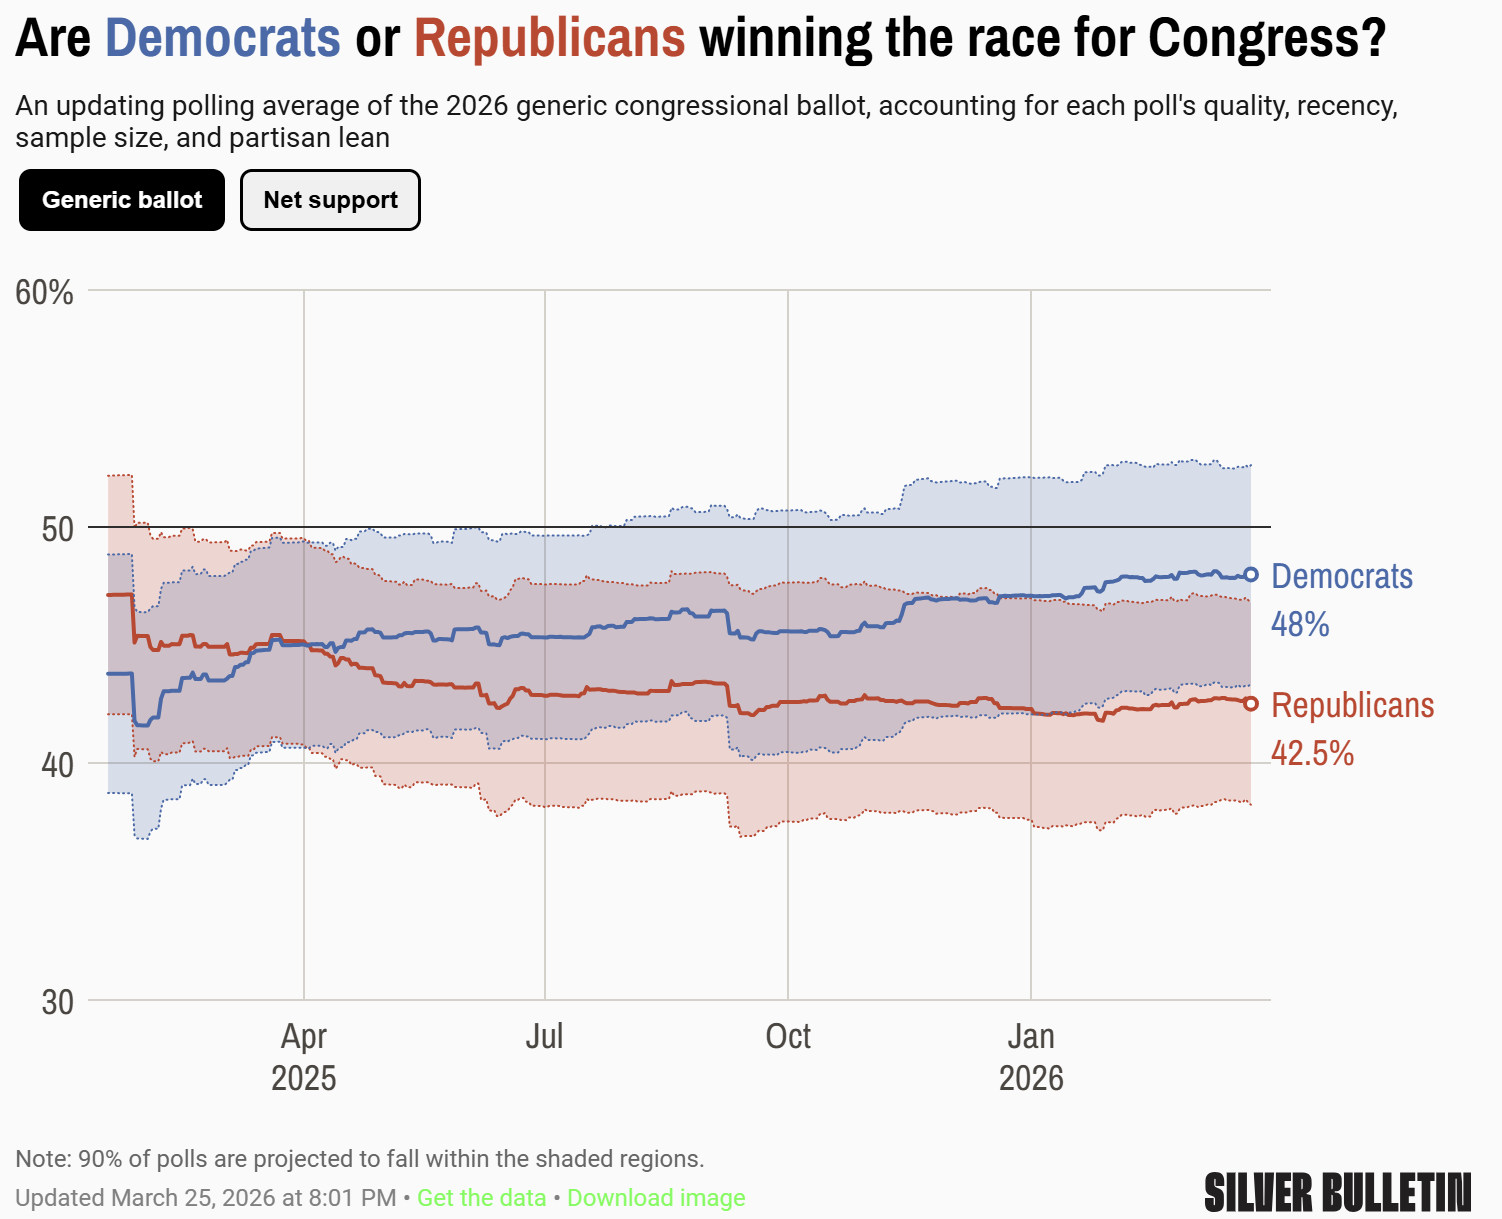 Are Democrats or Republicans winning the race for Congress?
An updating polling average of the 2026 generic congressional ballot, accounting for each poll's quality, recency,
sample size, and partisan lean
Generic ballot
Net support
60%
50
40
30
Democrats
48%
Republicans
42.5%
Apr
2025
Jul
Oct
Jan
2026
Note: 90% of polls are projected to fall within the shaded regions.
Updated March 25, 2026 at 8:01 PM • Get the data • Download image
SILVER BULLETIN